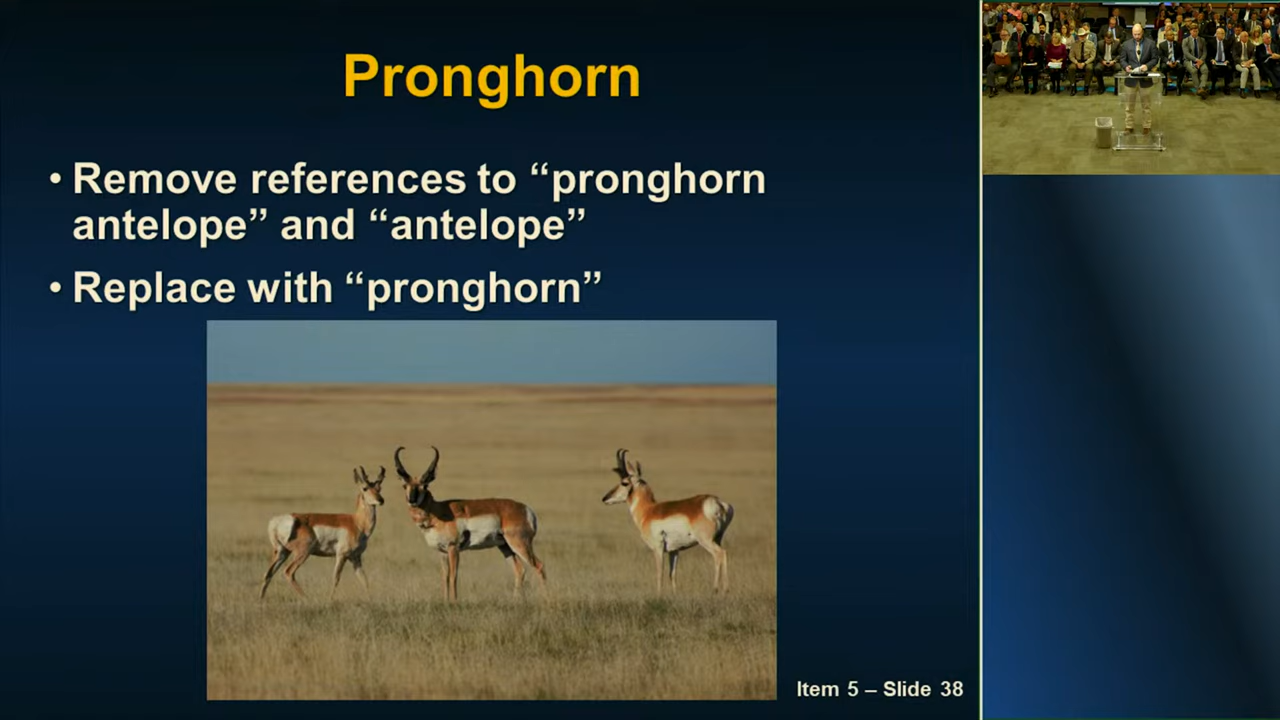 Pronghorn
• Remove references to “pronghorn
antelope” and “antelope”
• Replace with “pronghorn”
Item 5 – Slide 38